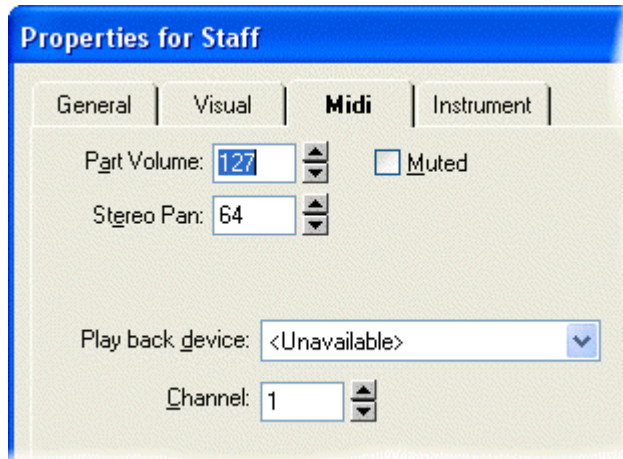 Properties for Staff
General Visual Midi Instrument
Part Volume: 127 Muted
Stereo Pan: 64
Play back device: <Unavailable>
Channel: 1